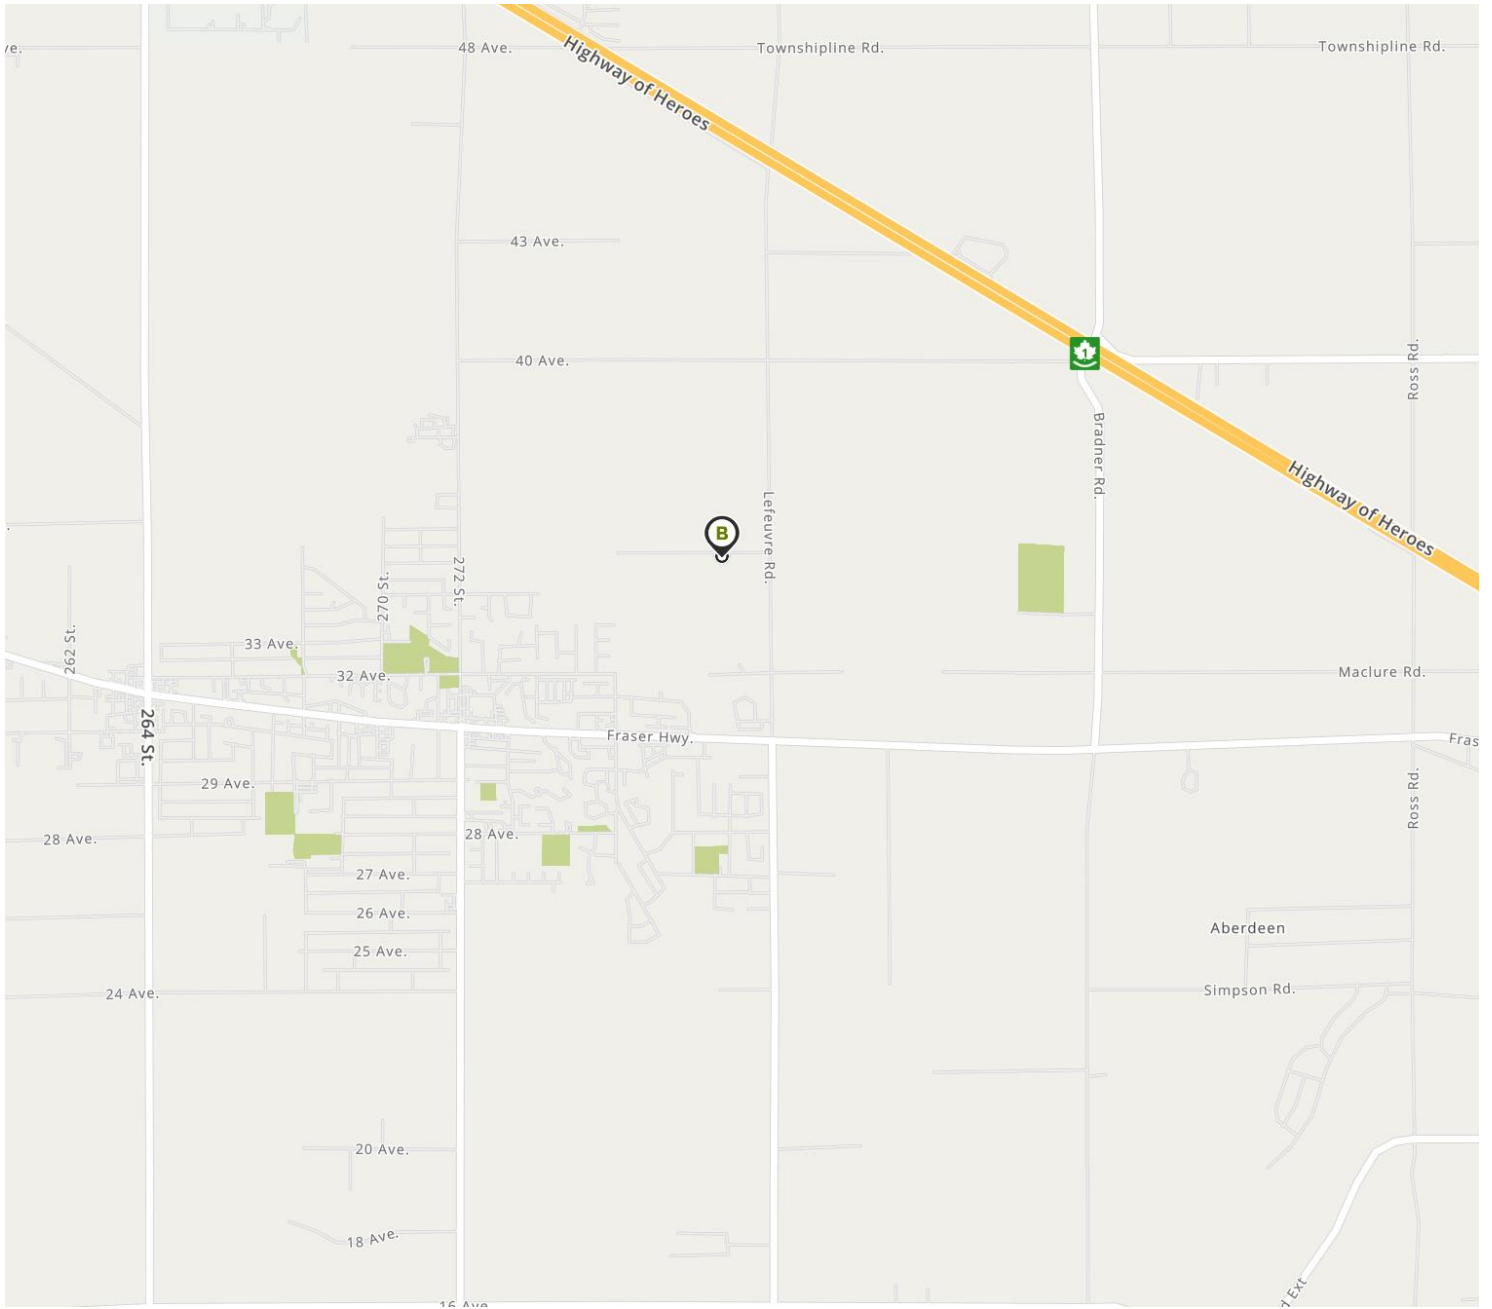 ve.
48 Ave.
Townshipline Rd.
Townshipline Rd.
Highway of Heroes
43 Ave.
1
40 Ave.
Ross Rd.
Bradner Rd.
Highway of Heroes
Lefeuvre Rd.
B
272 St.
270 St.
262 St.
33 Ave.
32 Ave.
Maclure Rd.
264 St.
Fraser Hwy.
Fras
29 Ave.
Ross Rd.
28 Ave.
28 Ave.
27 Ave.
26 Ave.
Aberdeen
25 Ave.
24 Ave.
Simpson Rd.
20 Ave.
18 Ave.
d Ext
16 Ave.